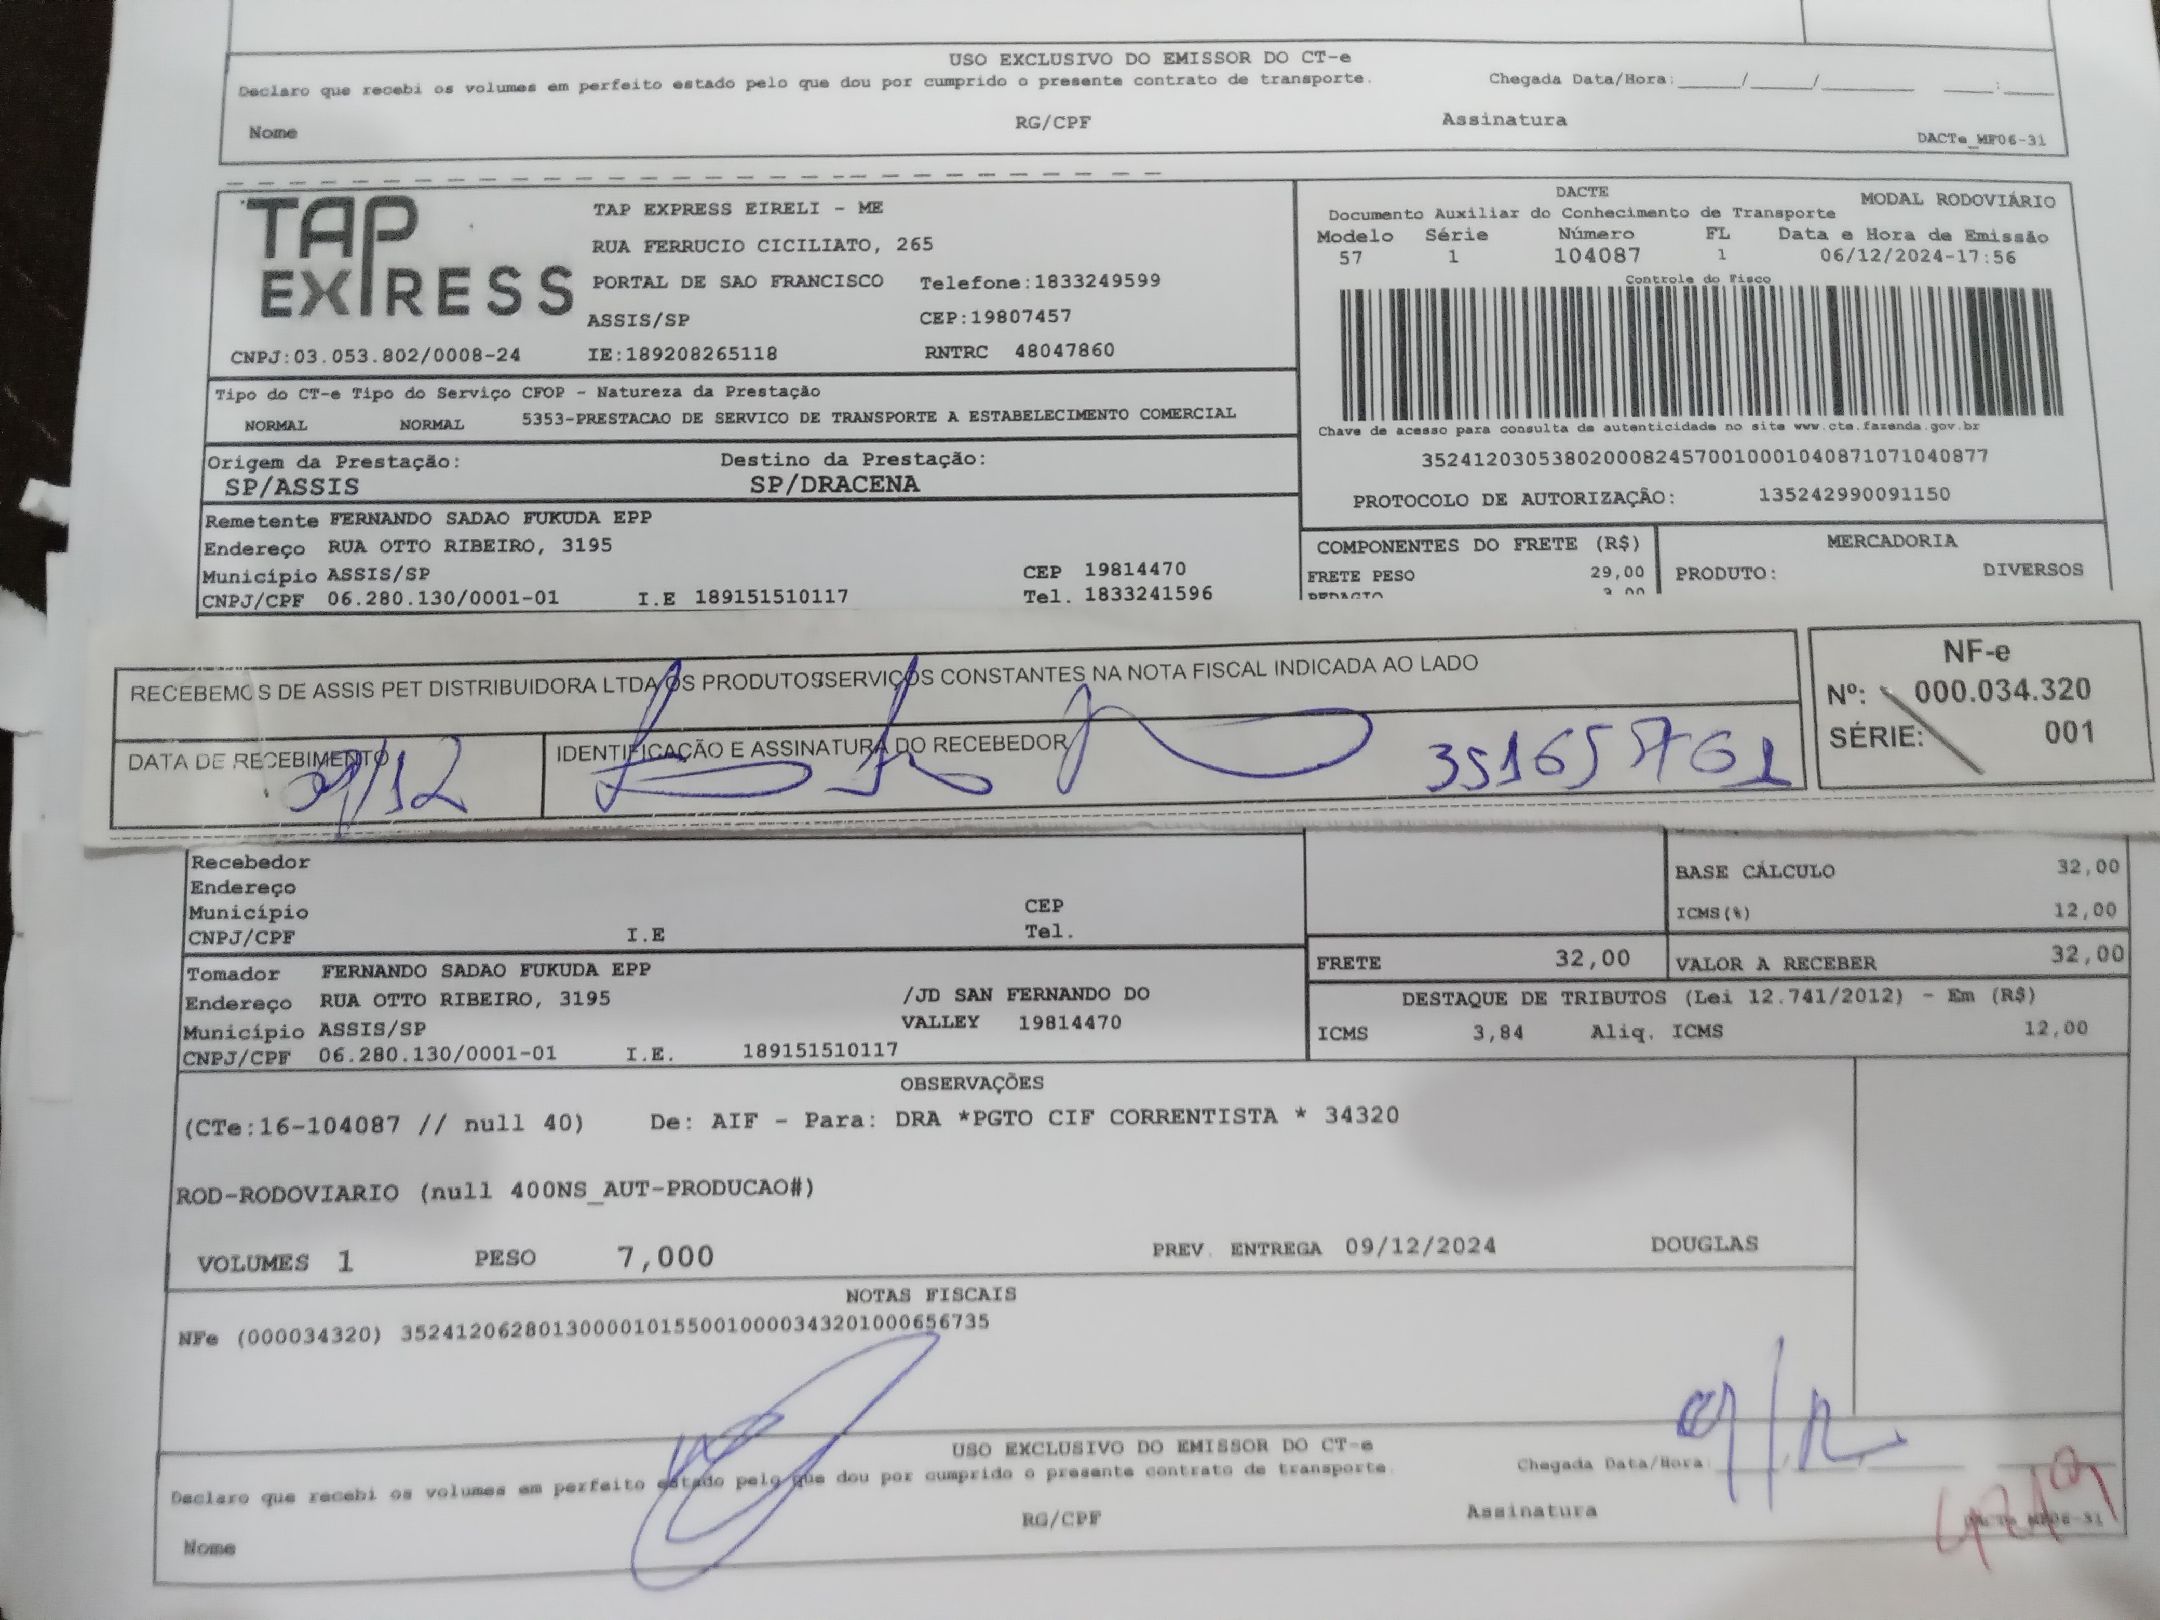 USO EXCLUSIVO DO EMISSOR DO CT-e
Declaro que recebi os volumes em perfeito estado pelo que dou por cumprido o presente contrato de transporte. Chegada Data/Hora:_____/_____/_______ ____:____
Nome RG/CPF Assinatura
DACTe_MF06-31
TAP EXPRESS
TAP EXPRESS EIRELI - ME
RUA FERRUCIO CICILIATO, 265
PORTAL DE SAO FRANCISCO Telefone:1833249599
ASSIS/SP CEP:19807457
CNPJ:03.053.802/0008-24 IE:189208265118 RNTRC 48047860
DACTE MODAL RODOVIÁRIO
Documento Auxiliar do Conhecimento de Transporte
Modelo Série Número FL Data e Hora de Emissão
57 1 104087 1 06/12/2024-17:56
Controle do Fisco
Chave de acesso para consulta de autenticidade no site www.cte.fazenda.gov.br
35241203053802000824570010001040871071040877
PROTOCOLO DE AUTORIZAÇÃO: 135242990091150
Tipo do CT-e Tipo do Serviço CFOP - Natureza da Prestação
NORMAL NORMAL 5353-PRESTACAO DE SERVICO DE TRANSPORTE A ESTABELECIMENTO COMERCIAL
Origem da Prestação: Destino da Prestação:
SP/ASSIS SP/DRACENA
Remetente FERNANDO SADAO FUKUDA EPP
Endereço RUA OTTO RIBEIRO, 3195
Município ASSIS/SP CEP 19814470
CNPJ/CPF 06.280.130/0001-01 I.E 189151510117 Tel. 1833241596
COMPONENTES DO FRETE (R$) MERCADORIA
FRETE PESO 29,00 PRODUTO: DIVERSOS
RECEBEMOS DE ASSIS PET DISTRIBUIDORA LTDA OS PRODUTOS/SERVIÇOS CONSTANTES NA NOTA FISCAL INDICADA AO LADO
DATA DE RECEBIMENTO IDENTIFICAÇÃO E ASSINATURA DO RECEBEDOR
09/12 351655761
NF-e
Nº: 000.034.320
SÉRIE: 001
Recebedor
Endereço
Município CEP
CNPJ/CPF I.E Tel.
BASE CÁLCULO 32,00
ICMS(%) 12,00
FRETE 32,00 VALOR A RECEBER 32,00
Tomador FERNANDO SADAO FUKUDA EPP
Endereço RUA OTTO RIBEIRO, 3195 /JD SAN FERNANDO DO
Município ASSIS/SP VALLEY 19814470
CNPJ/CPF 06.280.130/0001-01 I.E. 189151510117
DESTAQUE DE TRIBUTOS (Lei 12.741/2012) - Em (R$)
ICMS 3,84 Aliq. ICMS 12,00
OBSERVAÇÕES
(CTe:16-104087 // null 40) De: AIF - Para: DRA *PGTO CIF CORRENTISTA * 34320
ROD-RODOVIARIO (null 400NS_AUT-PRODUCAO#)
VOLUMES 1 PESO 7,000 PREV. ENTREGA 09/12/2024 DOUGLAS
NOTAS FISCAIS
NFe (000034320) 35241206280130000101550010000343201000656735
09/12
USO EXCLUSIVO DO EMISSOR DO CT-e
Declaro que recebi os volumes em perfeito estado pelo que dou por cumprido o presente contrato de transporte. Chegada Data/Hora:
Nome RG/CPF Assinatura